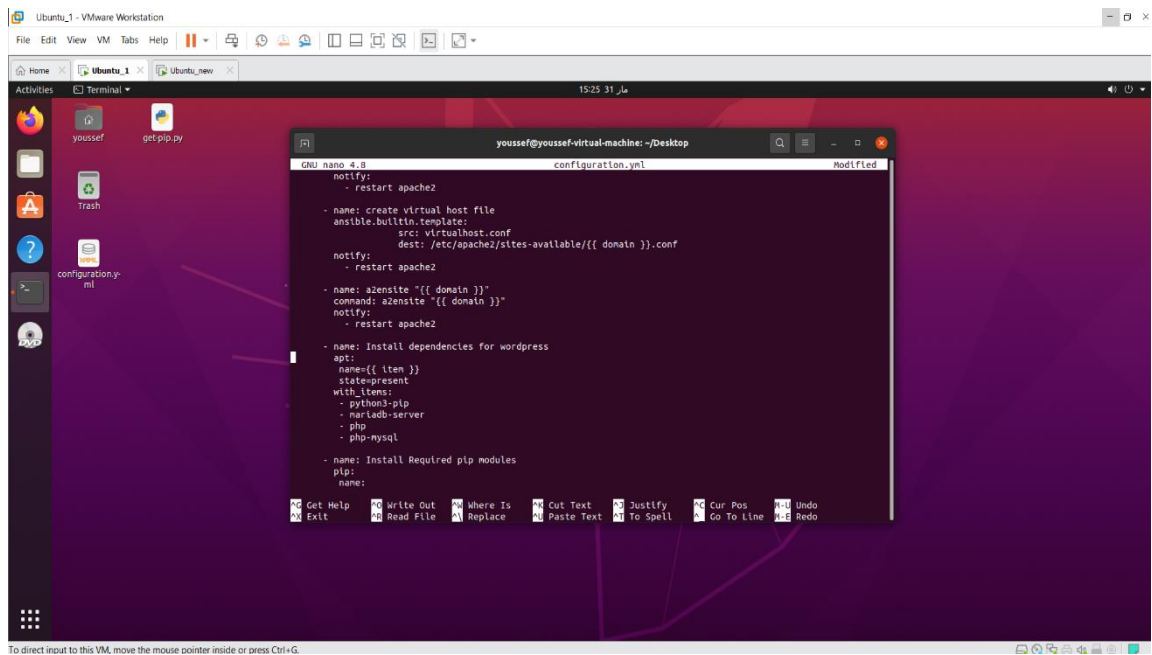 Ubuntu_1 - VMware Workstation
File Edit View VM Tabs Help
Home Ubuntu_1 Ubuntu_new
Activities Terminal 15:25 31 مار
youssef get-pip.py
Trash
configuration.y-
ml
DVD
youssef@youssef-virtual-machine: ~/Desktop
GNU nano 4.8 configuration.yml Modified
notify:
- restart apache2
- name: create virtual host file
ansible.builtin.template:
src: virtualhost.conf
dest: /etc/apache2/sites-available/{{ domain }}.conf
notify:
- restart apache2
- name: a2ensite "{{ domain }}"
command: a2ensite "{{ domain }}"
notify:
- restart apache2
- name: Install dependencies for wordpress
apt:
name={{ item }}
state=present
with_items:
- python3-pip
- mariadb-server
- php
- php-mysql
- name: Install Required pip modules
pip:
name:
^G Get Help ^O Write Out ^W Where Is ^K Cut Text ^J Justify ^C Cur Pos M-U Undo
^X Exit ^R Read File ^\ Replace ^U Paste Text ^T To Spell ^_ Go To Line M-E Redo
To direct input to this VM, move the mouse pointer inside or press Ctrl+G.